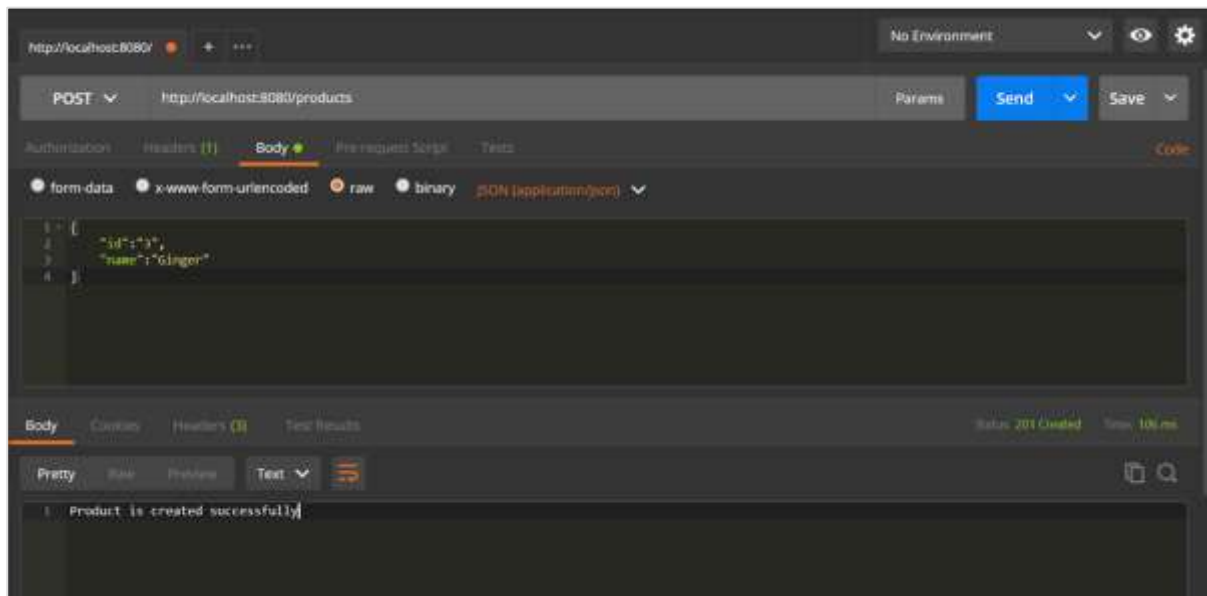 http://localhost:8080/ + ···
No Environment
POST http://localhost:8080/products Params Send Save
Authorization Headers (1) Body Pre-request Script Tests Code
form-data x-www-form-urlencoded raw binary JSON (application/json)
1 {
2 "id":"3",
3 "name":"Ginger"
4 }
Body Cookies Headers (3) Test Results Status: 201 Created Time: 106 ms
Pretty Raw Preview Text
1 Product is created successfully